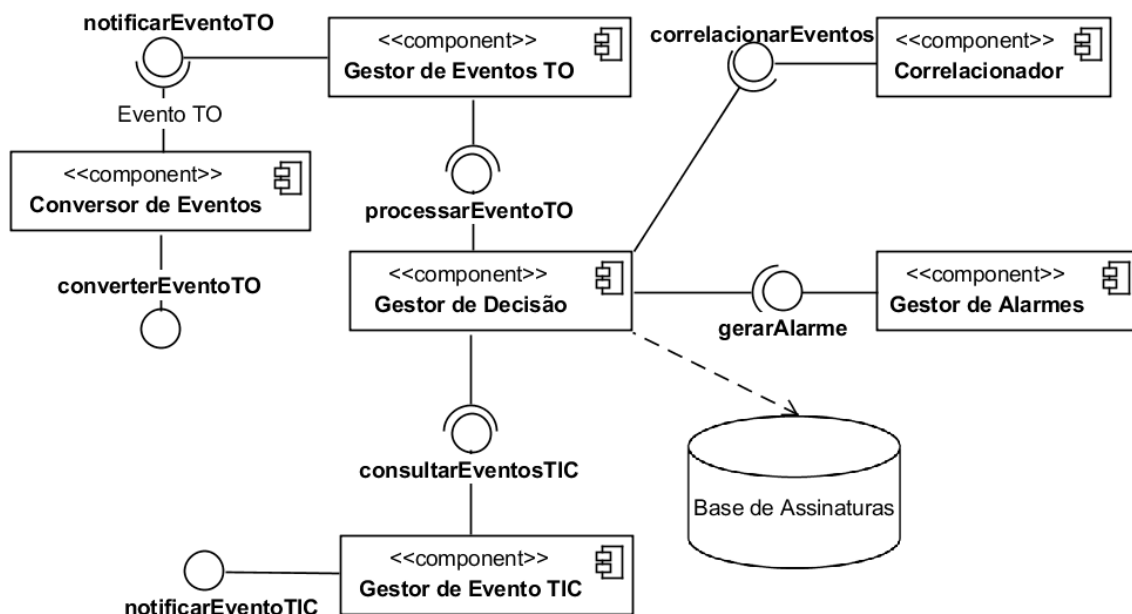 notificarEventoTO
<<component>>
Gestor de Eventos TO
correlacionarEventos
<<component>>
Correlacionador
Evento TO
<<component>>
Conversor de Eventos
processarEventoTO
converterEventoTO
<<component>>
Gestor de Decisão
<<component>>
Gestor de Alarmes
gerarAlarme
consultarEventosTIC
Base de Assinaturas
<<component>>
Gestor de Evento TIC
notificarEventoTIC